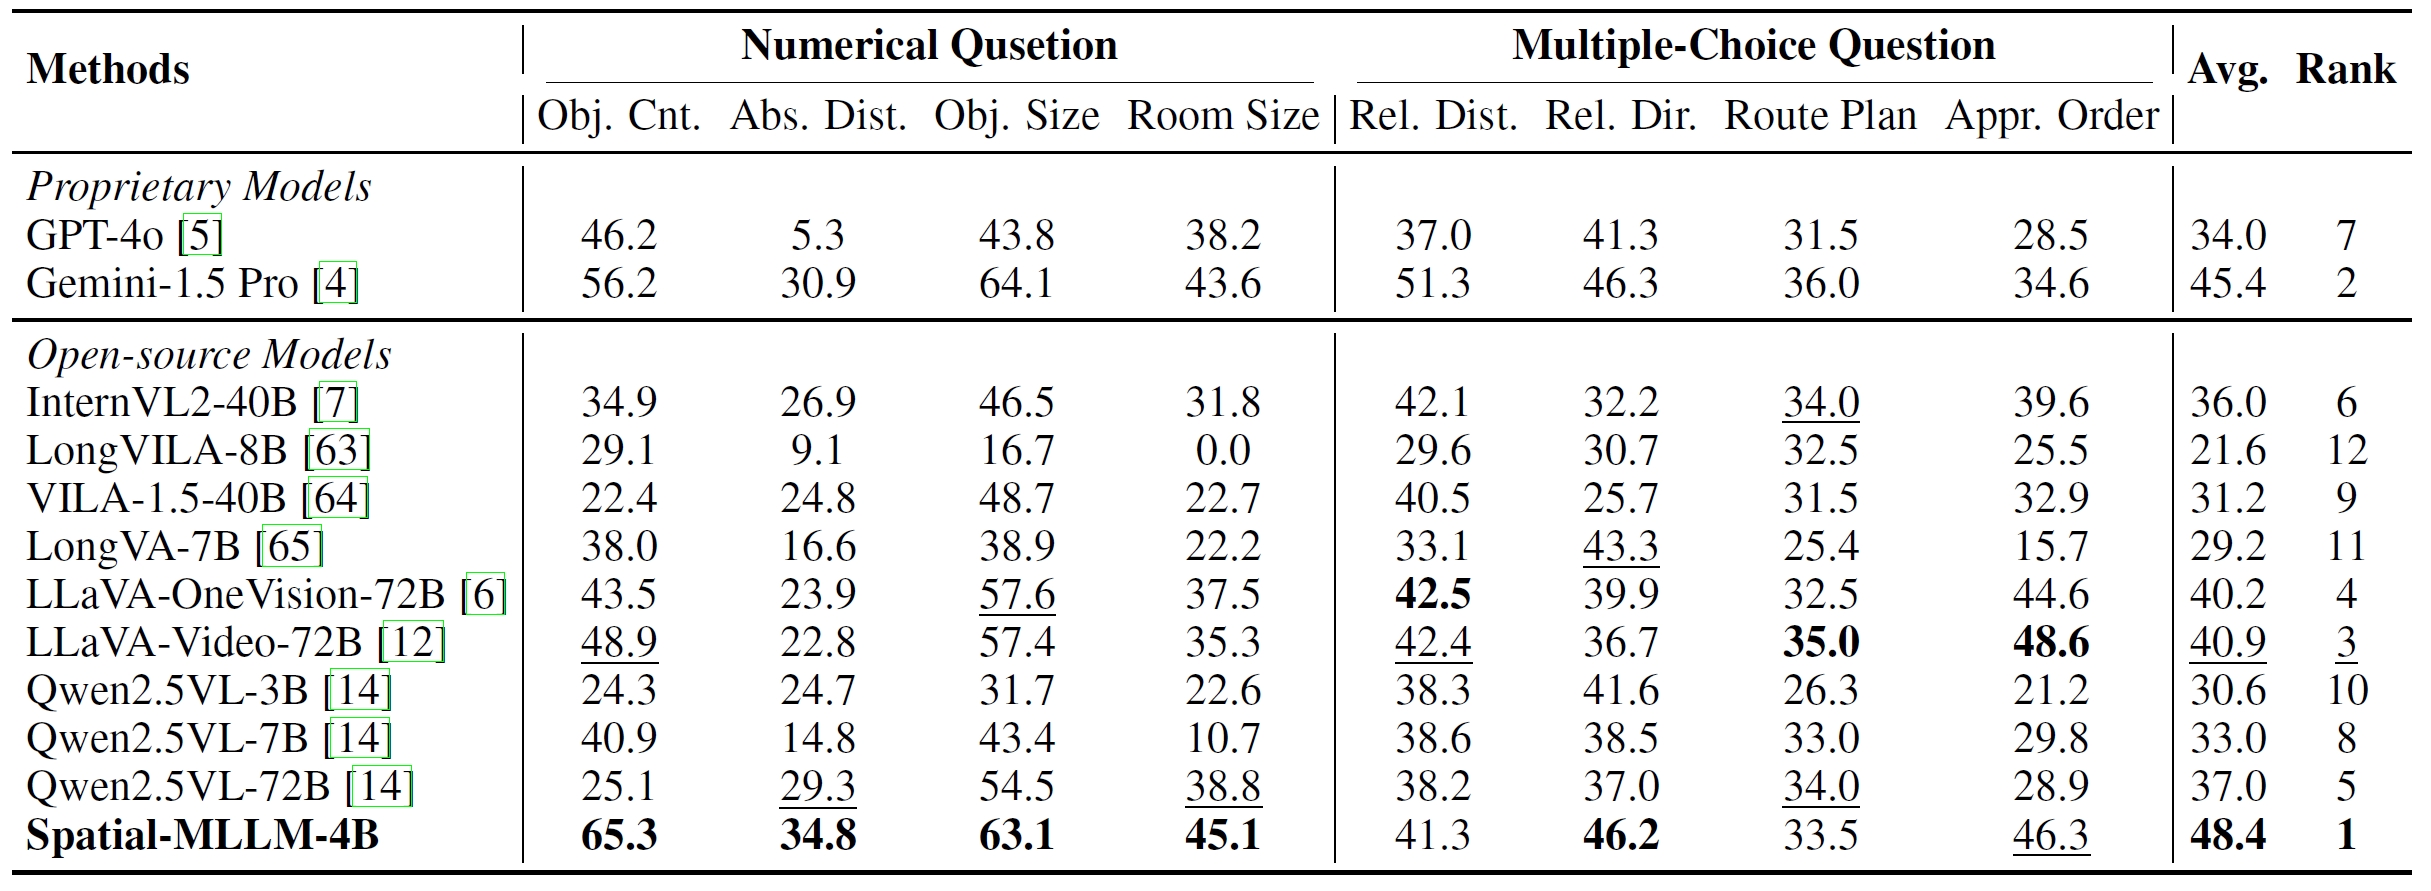 Methods Numerical Qusetion Multiple-Choice Question Avg. Rank
Obj. Cnt. Abs. Dist. Obj. Size Room Size Rel. Dist. Rel. Dir. Route Plan Appr. Order
Proprietary Models
GPT-4o [5] 46.2 5.3 43.8 38.2 37.0 41.3 31.5 28.5 34.0 7
Gemini-1.5 Pro [4] 56.2 30.9 64.1 43.6 51.3 46.3 36.0 34.6 45.4 2
Open-source Models
InternVL2-40B [7] 34.9 26.9 46.5 31.8 42.1 32.2 34.0 39.6 36.0 6
LongVILA-8B [63] 29.1 9.1 16.7 0.0 29.6 30.7 32.5 25.5 21.6 12
VILA-1.5-40B [64] 22.4 24.8 48.7 22.7 40.5 25.7 31.5 32.9 31.2 9
LongVA-7B [65] 38.0 16.6 38.9 22.2 33.1 43.3 25.4 15.7 29.2 11
LLaVA-OneVision-72B [6] 43.5 23.9 57.6 37.5 42.5 39.9 32.5 44.6 40.2 4
LLaVA-Video-72B [12] 48.9 22.8 57.4 35.3 42.4 36.7 35.0 48.6 40.9 3
Qwen2.5VL-3B [14] 24.3 24.7 31.7 22.6 38.3 41.6 26.3 21.2 30.6 10
Qwen2.5VL-7B [14] 40.9 14.8 43.4 10.7 38.6 38.5 33.0 29.8 33.0 8
Qwen2.5VL-72B [14] 25.1 29.3 54.5 38.8 38.2 37.0 34.0 28.9 37.0 5
Spatial-MLLM-4B 65.3 34.8 63.1 45.1 41.3 46.2 33.5 46.3 48.4 1